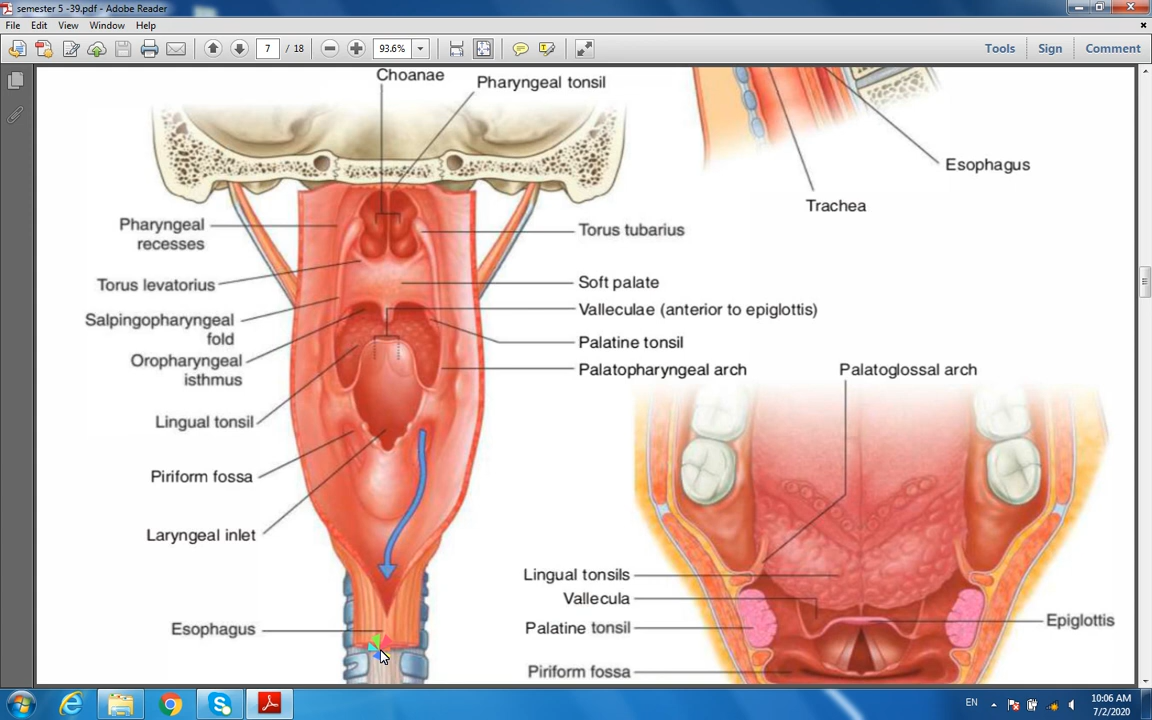 semester 5 -39.pdf - Adobe Reader
File Edit View Window Help
7 / 18 93.6% Tools Sign Comment
Choanae
Pharyngeal tonsil
Esophagus
Trachea
Pharyngeal
recesses
Torus levatorius
Salpingopharyngeal
fold
Oropharyngeal
isthmus
Lingual tonsil
Piriform fossa
Laryngeal inlet
Esophagus
Torus tubarius
Soft palate
Valleculae (anterior to epiglottis)
Palatine tonsil
Palatopharyngeal arch
Palatoglossal arch
Lingual tonsils
Vallecula
Palatine tonsil
Piriform fossa
Epiglottis
EN
10:06 AM
7/2/2020